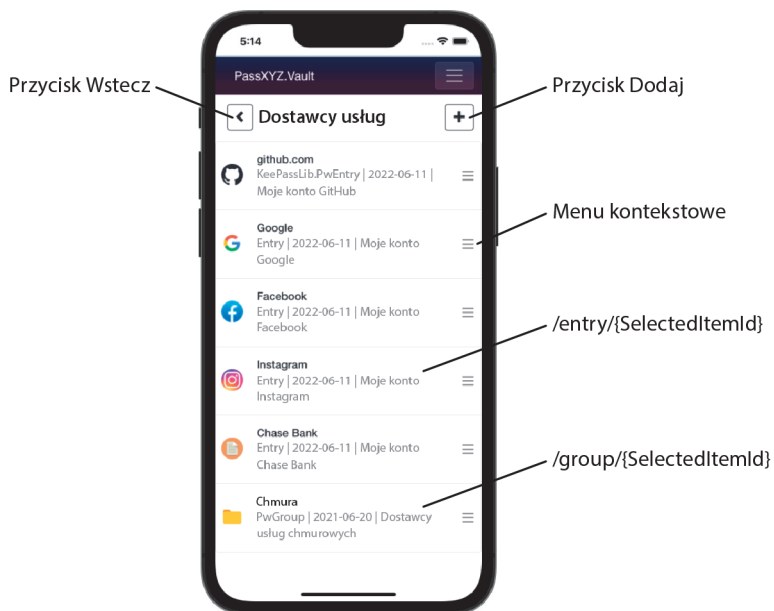 5:14
PassXYZ.Vault
Przycisk Wstecz
Dostawcy usług
Przycisk Dodaj
github.com
KeePassLib.PwEntry | 2022-06-11 |
Moje konto GitHub
Google
Entry | 2022-06-11 | Moje konto
Google
Menu kontekstowe
Facebook
Entry | 2022-06-11 | Moje konto
Facebook
/entry/{SelectedItemId}
Instagram
Entry | 2022-06-11 | Moje konto
Instagram
Chase Bank
Entry | 2022-06-11 | Moje konto
Chase Bank
/group/{SelectedItemId}
Chmura
PwGroup | 2021-06-20 | Dostawcy
usług chmurowych